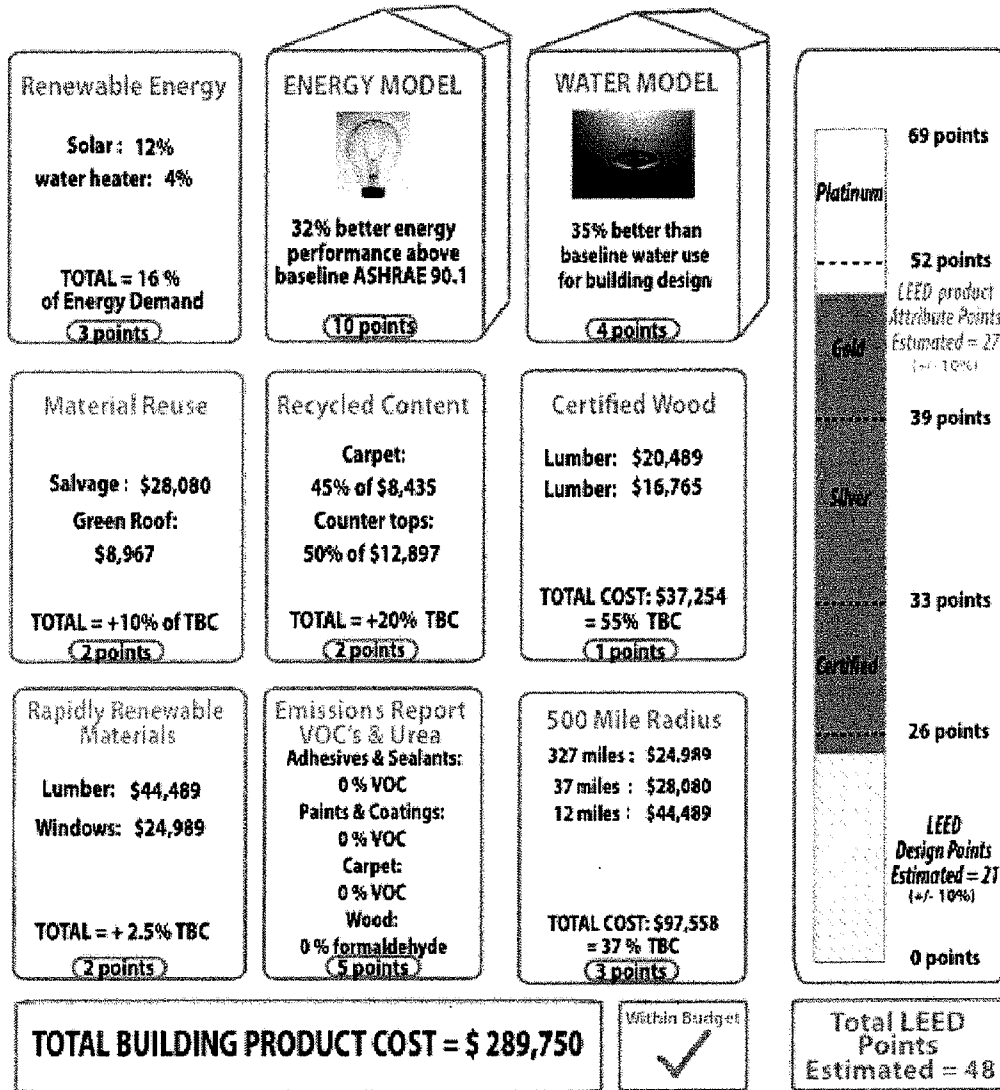 Renewable Energy
Solar : 12%
water heater: 4%
TOTAL = 16 %
of Energy Demand
3 points
ENERGY MODEL
32% better energy
performance above
baseline ASHRAE 90.1
10 points
WATER MODEL
35% better than
baseline water use
for building design
4 points
Material Reuse
Salvage : $28,080
Green Roof:
$8,967
TOTAL = +10% of TBC
2 points
Recycled Content
Carpet:
45% of $8,435
Counter tops:
50% of $12,897
TOTAL = +20% TBC
2 points
Certified Wood
Lumber: $20,489
Lumber: $16,765
TOTAL COST: $37,254
= 55% TBC
1 points
Rapidly Renewable
Materials
Lumber: $44,489
Windows: $24,989
TOTAL = + 2.5% TBC
2 points
Emissions Report
VOC's & Urea
Adhesives & Sealants:
0 % VOC
Paints & Coatings:
0 % VOC
Carpet:
0 % VOC
Wood:
0 % formaldehyde
5 points
500 Mile Radius
327 miles : $24,989
37 miles : $28,080
12 miles : $44,489
TOTAL COST: $97,558
= 37 % TBC
3 points
69 points
Platinum
52 points
LEED product
Attribute Points
Estimated = 27
(+/- 10%)
Gold
39 points
Silver
33 points
Certified
26 points
LEED
Design Points
Estimated = 21
(+/- 10%)
0 points
TOTAL BUILDING PRODUCT COST = $ 289,750
Within Budget
Total LEED
Points
Estimated = 48